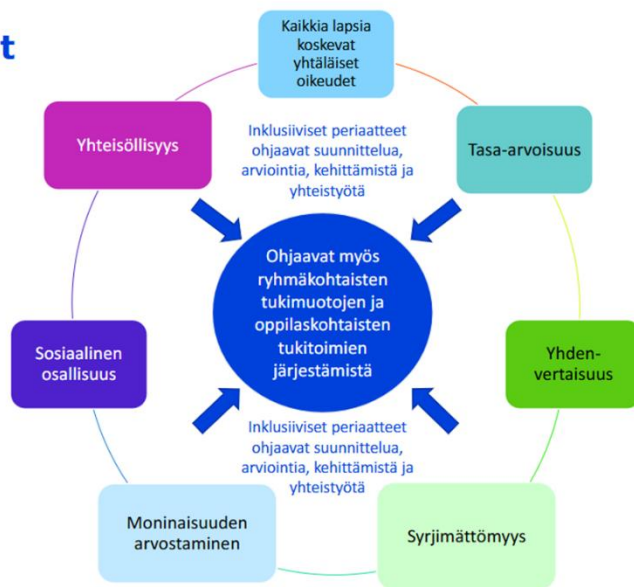 t
Kaikkia lapsia
koskevat
yhtäläiset
oikeudet
Yhteisöllisyys
Inklusiiviset periaatteet
ohjaavat suunnittelua,
arviointia, kehittämistä ja
yhteistyötä
Tasa-arvoisuus
Ohjaavat myös
ryhmäkohtaisten
tukimuotojen ja
oppilaskohtaisten
tukitoimien
järjestämistä
Sosiaalinen
osallisuus
Yhden-
vertaisuus
Inklusiiviset periaatteet
ohjaavat suunnittelua,
arviointia, kehittämistä ja
yhteistyötä
Moninaisuuden
arvostaminen
Syrjimättömyys